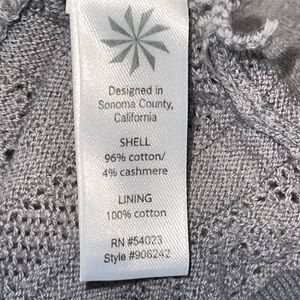 Designed in
Sonoma County,
California
SHELL
96% cotton/
4% cashmere
LINING
100% cotton
RN #54023
Style #906242